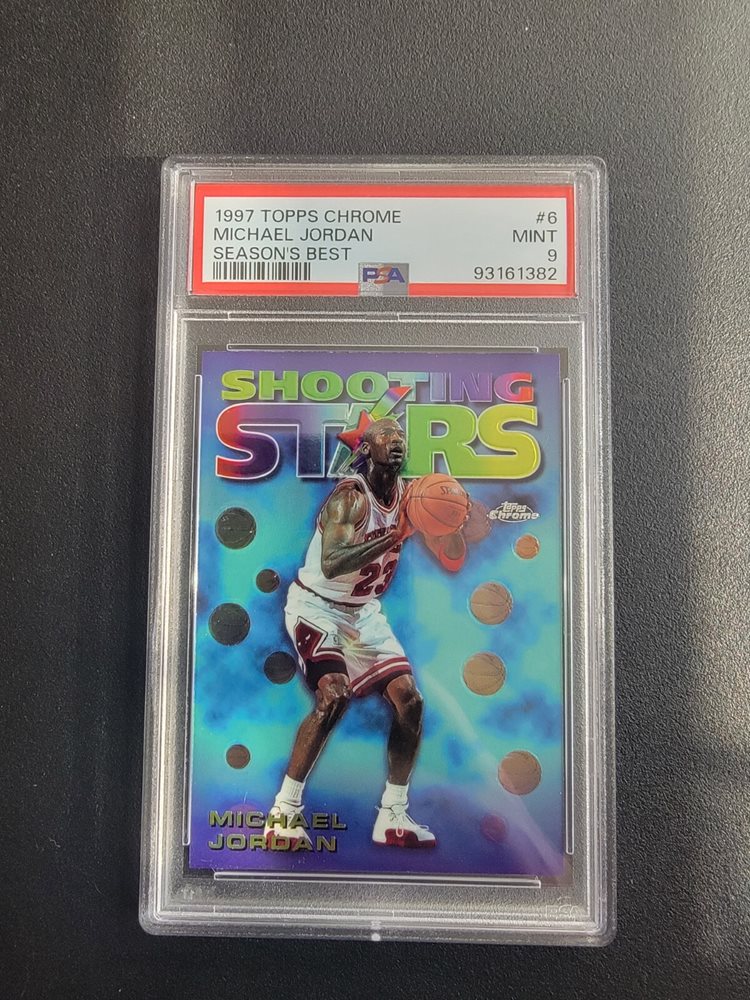 1997 TOPPS CHROME #6
MICHAEL JORDAN MINT
SEASON'S BEST 9
PSA 93161382
SHOOTING
STARS
Topps
Chrome
23
MICHAEL
JORDAN